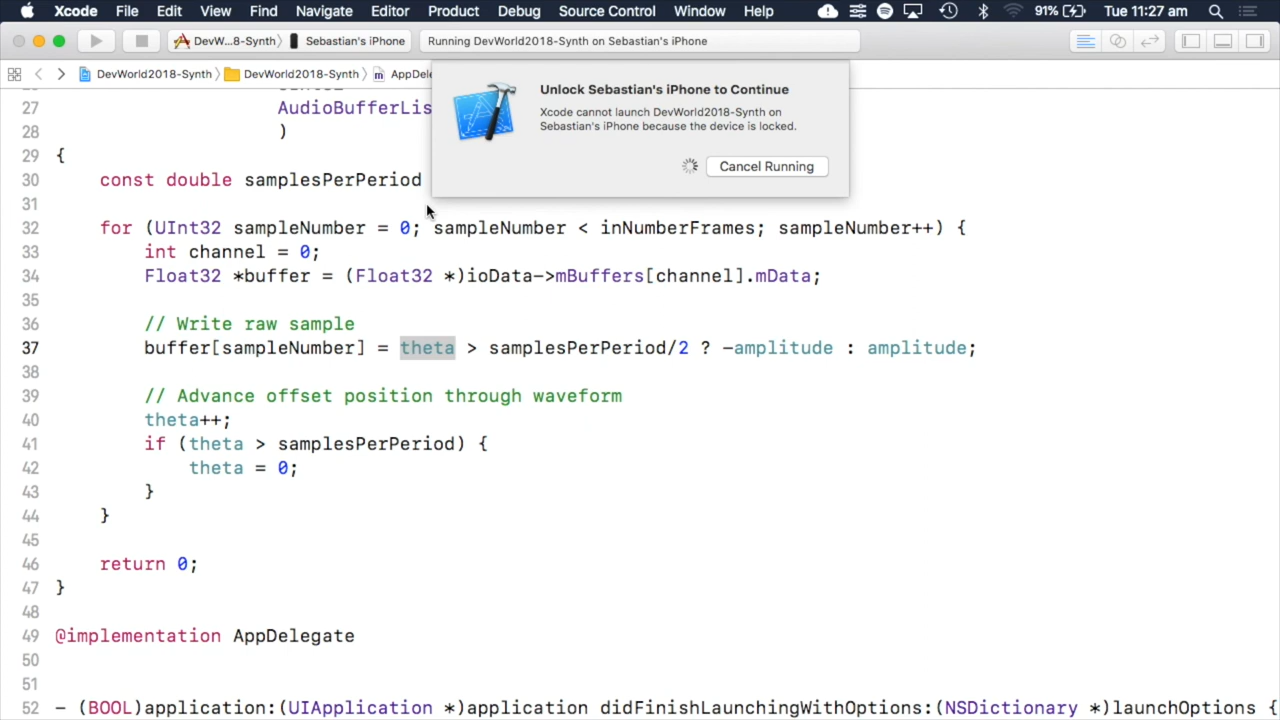 Xcode File Edit View Find Navigate Editor Product Debug Source Control Window Help 91% Tue 11:27 am
DevW...8-Synth Sebastian's iPhone Running DevWorld2018-Synth on Sebastian's iPhone
DevWorld2018-Synth DevWorld2018-Synth m AppDele
Unlock Sebastian's iPhone to Continue
Xcode cannot launch DevWorld2018-Synth on
Sebastian's iPhone because the device is locked.
Cancel Running
27 AudioBufferLis
28 )
29 {
30 const double samplesPerPeriod
31
32 for (UInt32 sampleNumber = 0; sampleNumber < inNumberFrames; sampleNumber++) {
33 int channel = 0;
34 Float32 *buffer = (Float32 *)ioData->mBuffers[channel].mData;
35
36 // Write raw sample
37 buffer[sampleNumber] = theta > samplesPerPeriod/2 ? -amplitude : amplitude;
38
39 // Advance offset position through waveform
40 theta++;
41 if (theta > samplesPerPeriod) {
42 theta = 0;
43 }
44 }
45
46 return 0;
47 }
48
49 @implementation AppDelegate
50
51
52 - (BOOL)application:(UIApplication *)application didFinishLaunchingWithOptions:(NSDictionary *)launchOptions {